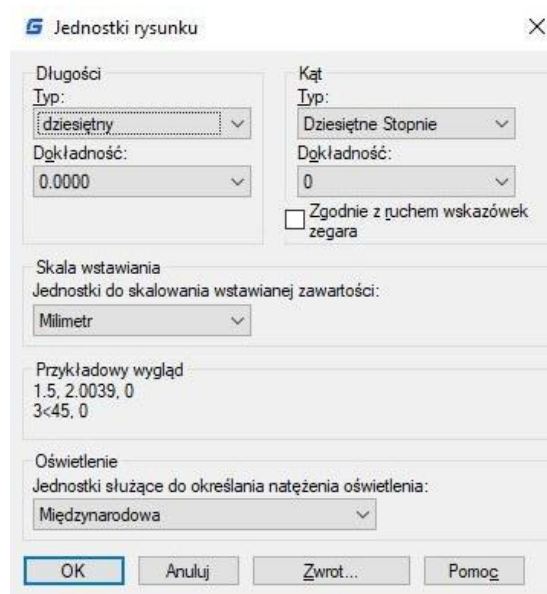 Jednostki rysunku
Długości
Typ:
dziesiętny
Dokładność:
0.0000
Kąt
Typ:
Dziesiętne Stopnie
Dokładność:
0
Zgodnie z ruchem wskazówek
zegara
Skala wstawiania
Jednostki do skalowania wstawianej zawartości:
Milimetr
Przykładowy wygląd
1.5, 2.0039, 0
3<45, 0
Oświetlenie
Jednostki służące do określania natężenia oświetlenia:
Międzynarodowa
OK Anuluj Zwrot... Pomoc